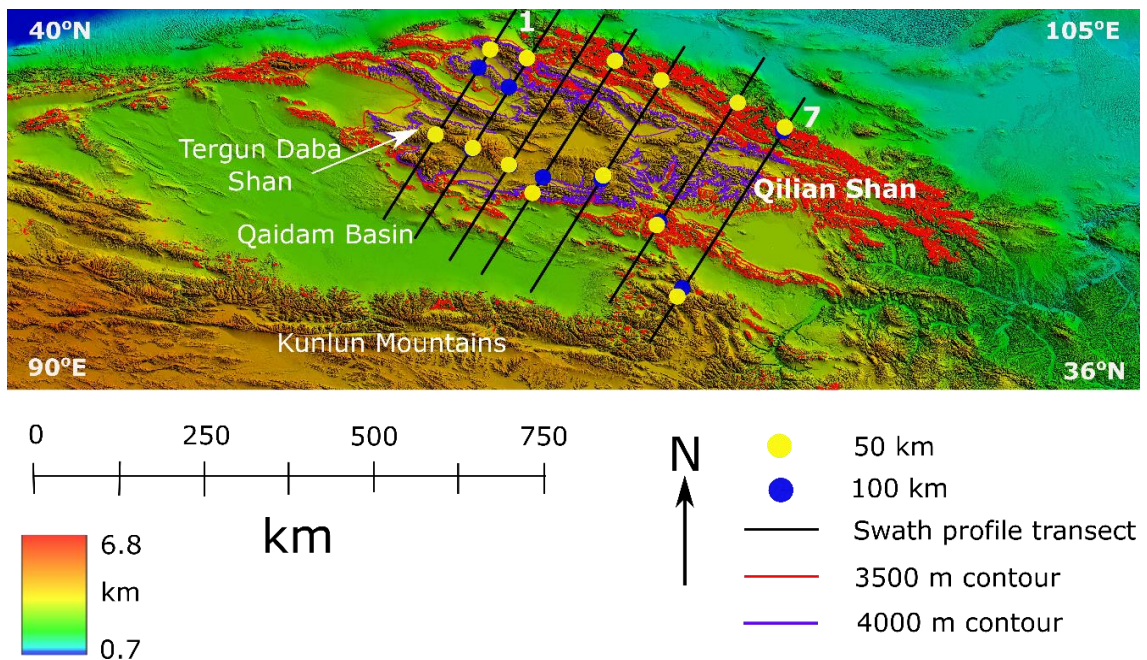 40°N
1
105°E
7
Tergun Daba
Shan
Qilian Shan
Qaidam Basin
Kunlun Mountains
90°E
36°N
0 250 500 750
km
N
50 km
100 km
Swath profile transect
3500 m contour
4000 m contour
6.8
km
0.7